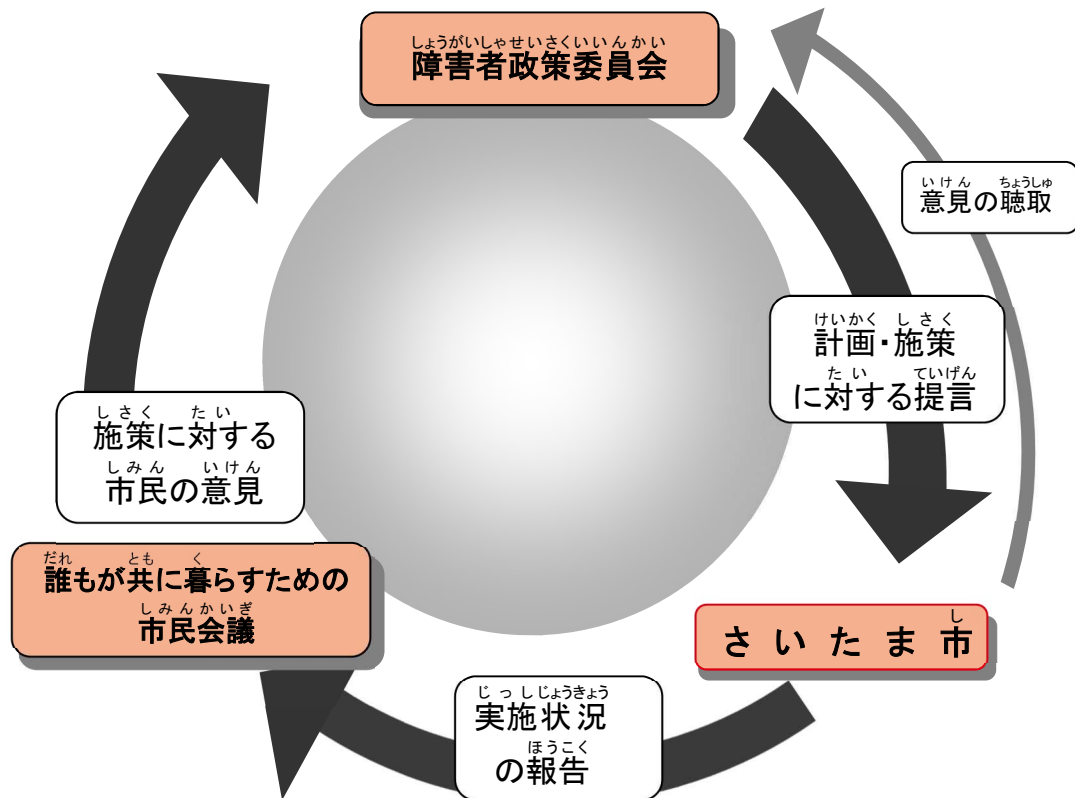 しょうがいしゃせいさくいいんかい
障害者政策委員会
いけん ちょうしゅ
意見の聴取
けいかく しさく
計画・施策
たい ていげん
に対する提言
しさく たい
施策に対する
しみん いけん
市民の意見
だれ とも く
誰もが共に暮らすための
しみんかいぎ
市民会議
し
さいたま市
じっしじょうきょう
実施状況
ほうこく
の報告